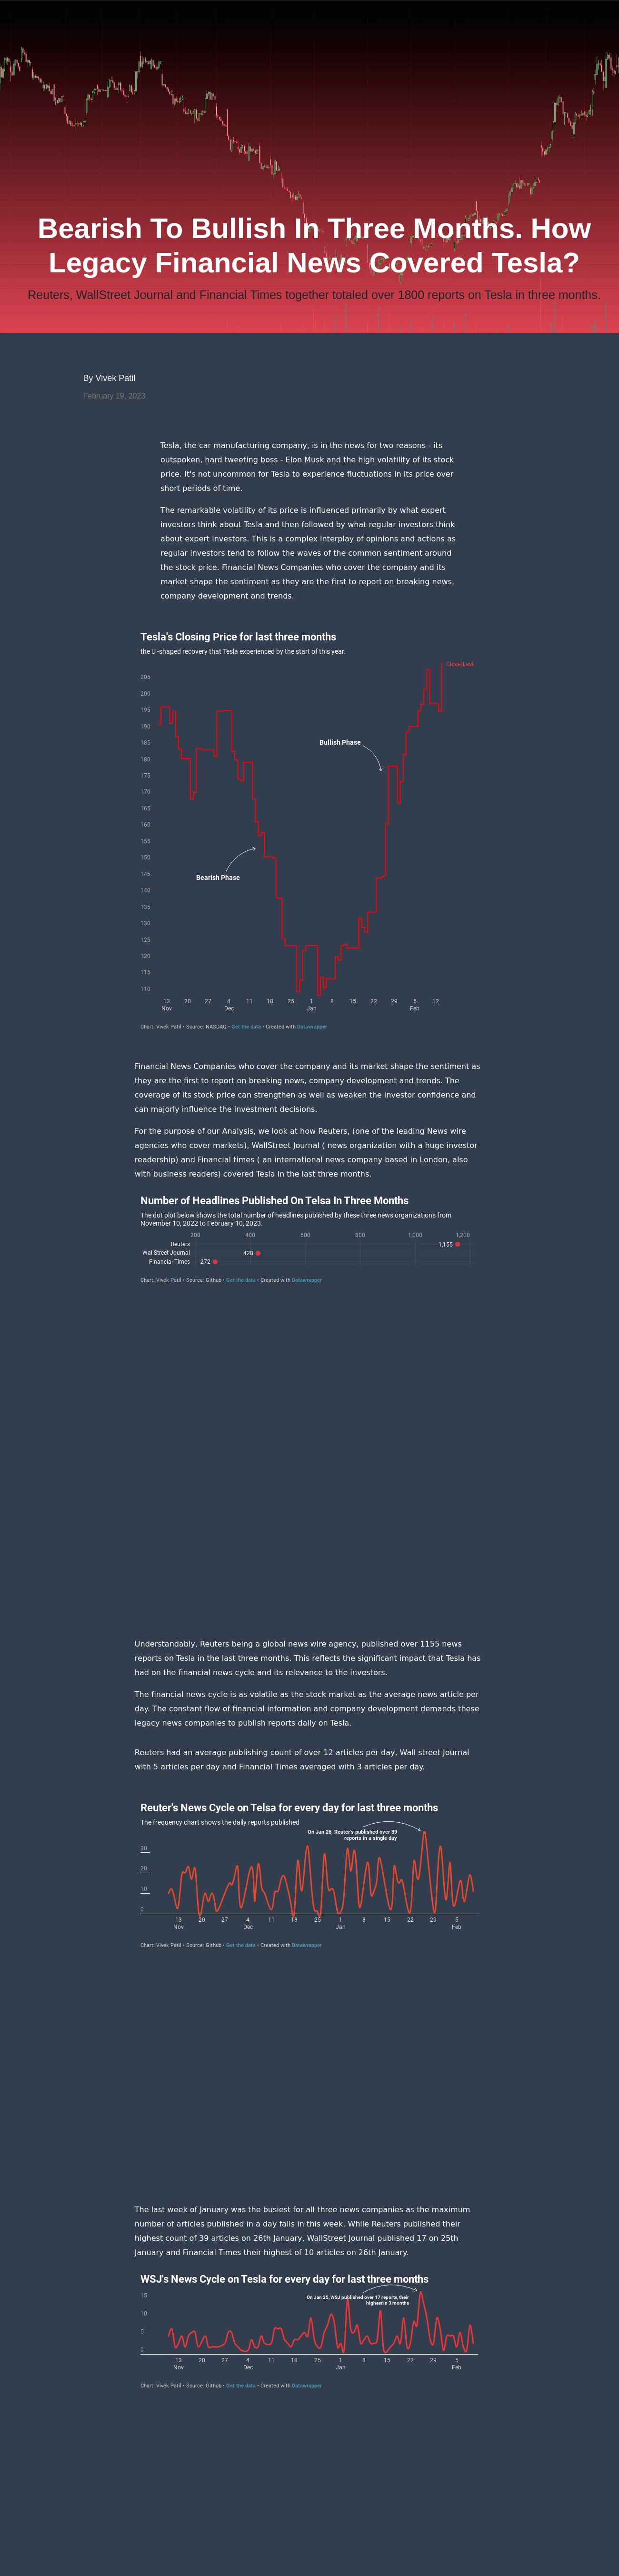 Bearish To Bullish In Three Months. How
Legacy Financial News Covered Tesla?
Reuters, WallStreet Journal and Financial Times together totaled over 1800 reports on Tesla in three months.
By Vivek Patil
February 19, 2023
Tesla, the car manufacturing company, is in the news for two reasons - its
outspoken, hard tweeting boss - Elon Musk and the high volatility of its stock
price. It's not uncommon for Tesla to experience fluctuations in its price over
short periods of time.
The remarkable volatility of its price is influenced primarily by what expert
investors think about Tesla and then followed by what regular investors think
about expert investors. This is a complex interplay of opinions and actions as
regular investors tend to follow the waves of the common sentiment around
the stock price. Financial News Companies who cover the company and its
market shape the sentiment as they are the first to report on breaking news,
company development and trends.
Tesla's Closing Price for last three months
the U -shaped recovery that Tesla experienced by the start of this year.
Close/Last
205
200
195
190
185
180
175
170
165
160
155
150
145
140
135
130
125
120
115
110
Bullish Phase
Bearish Phase
13 20 27 4 11 18 25 1 8 15 22 29 5 12
Nov Dec Jan Feb
Chart: Vivek Patil • Source: NASDAQ • Get the data • Created with Datawrapper
Financial News Companies who cover the company and its market shape the sentiment as
they are the first to report on breaking news, company development and trends. The
coverage of its stock price can strengthen as well as weaken the investor confidence and
can majorly influence the investment decisions.
For the purpose of our Analysis, we look at how Reuters, (one of the leading News wire
agencies who cover markets), WallStreet Journal ( news organization with a huge investor
readership) and Financial times ( an international news company based in London, also
with business readers) covered Tesla in the last three months.
Number of Headlines Published On Telsa In Three Months
The dot plot below shows the total number of headlines published by these three news organizations from
November 10, 2022 to February 10, 2023.
200 400 600 800 1,000 1,200
Reuters 1,155
WallStreet Journal 428
Financial Times 272
Chart: Vivek Patil • Source: Github • Get the data • Created with Datawrapper
Understandably, Reuters being a global news wire agency, published over 1155 news
reports on Tesla in the last three months. This reflects the significant impact that Tesla has
had on the financial news cycle and its relevance to the investors.
The financial news cycle is as volatile as the stock market as the average news article per
day. The constant flow of financial information and company development demands these
legacy news companies to publish reports daily on Tesla.
Reuters had an average publishing count of over 12 articles per day, Wall street Journal
with 5 articles per day and Financial Times averaged with 3 articles per day.
Reuter's News Cycle on Telsa for every day for last three months
The frequency chart shows the daily reports published
On Jan 26, Reuter's published over 39
reports in a single day
30
20
10
0
13 20 27 4 11 18 25 1 8 15 22 29 5
Nov Dec Jan Feb
Chart: Vivek Patil • Source: Github • Get the data • Created with Datawrapper
The last week of January was the busiest for all three news companies as the maximum
number of articles published in a day falls in this week. While Reuters published their
highest count of 39 articles on 26th January, WallStreet Journal published 17 on 25th
January and Financial Times their highest of 10 articles on 26th January.
WSJ's News Cycle on Tesla for every day for last three months
On Jan 25, WSJ published over 17 reports, their
highest in 3 months
15
10
5
0
13 20 27 4 11 18 25 1 8 15 22 29 5
Nov Dec Jan Feb
Chart: Vivek Patil • Source: Github • Get the data • Created with Datawrapper